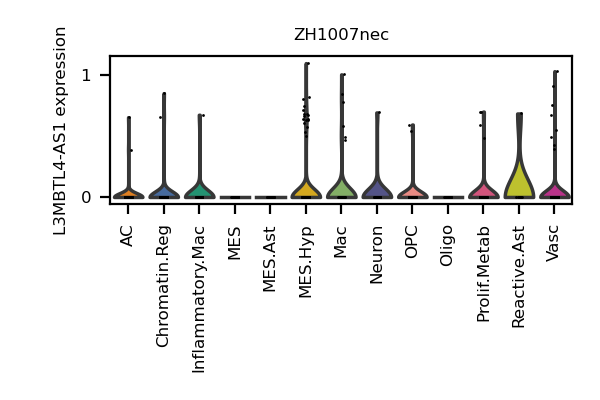 ZH1007nec
L3MBTL4-AS1 expression
1
0
AC
Chromatin.Reg
Inflammatory.Mac
MES
MES.Ast
MES.Hyp
Mac
Neuron
OPC
Oligo
Prolif.Metab
Reactive.Ast
Vasc